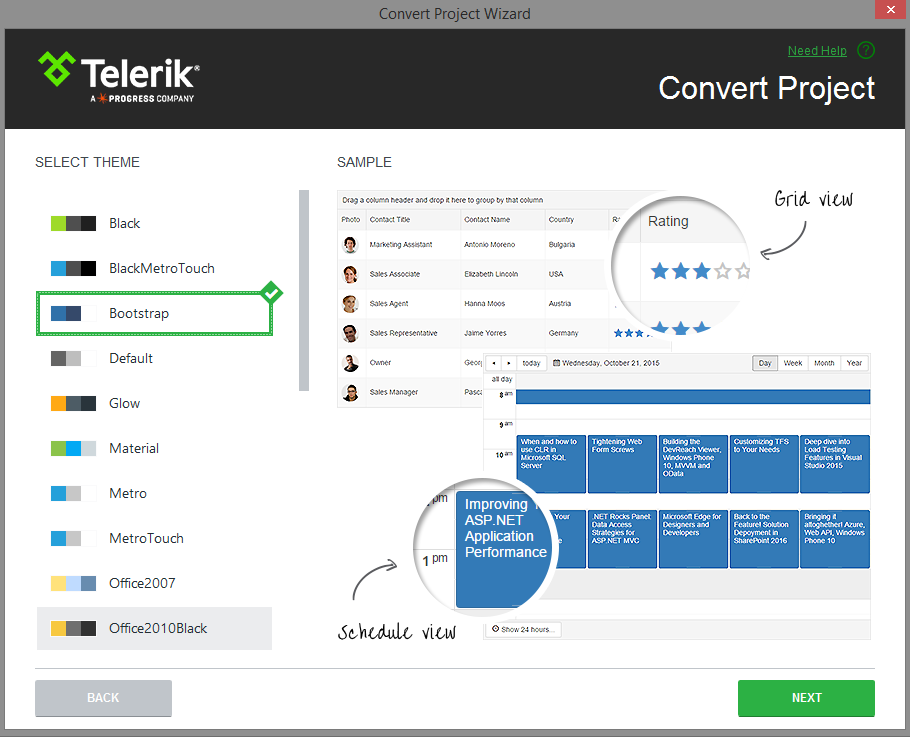 Convert Project Wizard
Telerik®
A PROGRESS COMPANY
Need Help ?
Convert Project
SELECT THEME
Black
BlackMetroTouch
Bootstrap
Default
Glow
Material
Metro
MetroTouch
Office2007
Office2010Black
SAMPLE
Drag a column header and drop it here to group by that column
Photo Contact Title Contact Name Country
Marketing Assistant Antonio Moreno Bulgaria
Sales Associate Elizabeth Lincoln USA
Sales Agent Hanna Moos Austria
Sales Representative Jaime Yorres Germany
Owner
Sales Manager
Rating
Grid view
today Wednesday, October 21, 2015 Day Week Month Year
all day
8 am
9 am
10 am
When and how to
use CLR in
Microsoft SQL
Server
Tightening Web
Form Screws
Building the
DevReach Viewer,
Windows Phone
10, MVVM and
OData
Customizing TFS
to Your Needs
Deep dive into
Load Testing
Features in Visual
Studio 2015
pm
1 pm
Improving
ASP.NET
Application
Performance
Your
.NET Rocks Panel:
Data Access
Strategies for
ASP.NET MVC
Microsoft Edge for
Designers and
Developers
Back to the
Feature! Solution
Depoyment in
SharePoint 2016
Bringing it
altoghether! Azure,
Web API, Windows
Phone 10
Show 24 hours...
Schedule view
BACK
NEXT